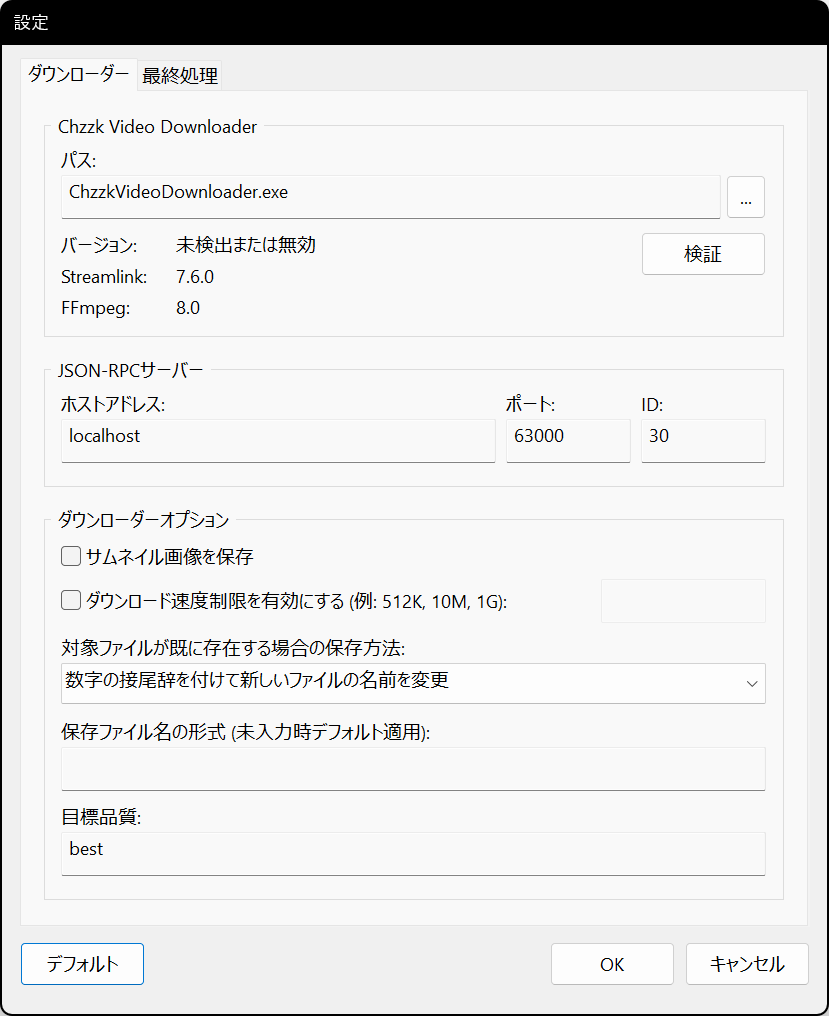 設定
ダウンローダー 最終処理
Chzzk Video Downloader
パス:
ChzzkVideoDownloader.exe ...
バージョン: 未検出または無効 検証
Streamlink: 7.6.0
FFmpeg: 8.0
JSON-RPCサーバー
ホストアドレス: ポート: ID:
localhost 63000 30
ダウンローダーオプション
サムネイル画像を保存
ダウンロード速度制限を有効にする (例: 512K, 10M, 1G):
対象ファイルが既に存在する場合の保存方法:
数字の接尾辞を付けて新しいファイルの名前を変更
保存ファイル名の形式 (未入力時デフォルト適用):
目標品質:
best
デフォルト OK キャンセル